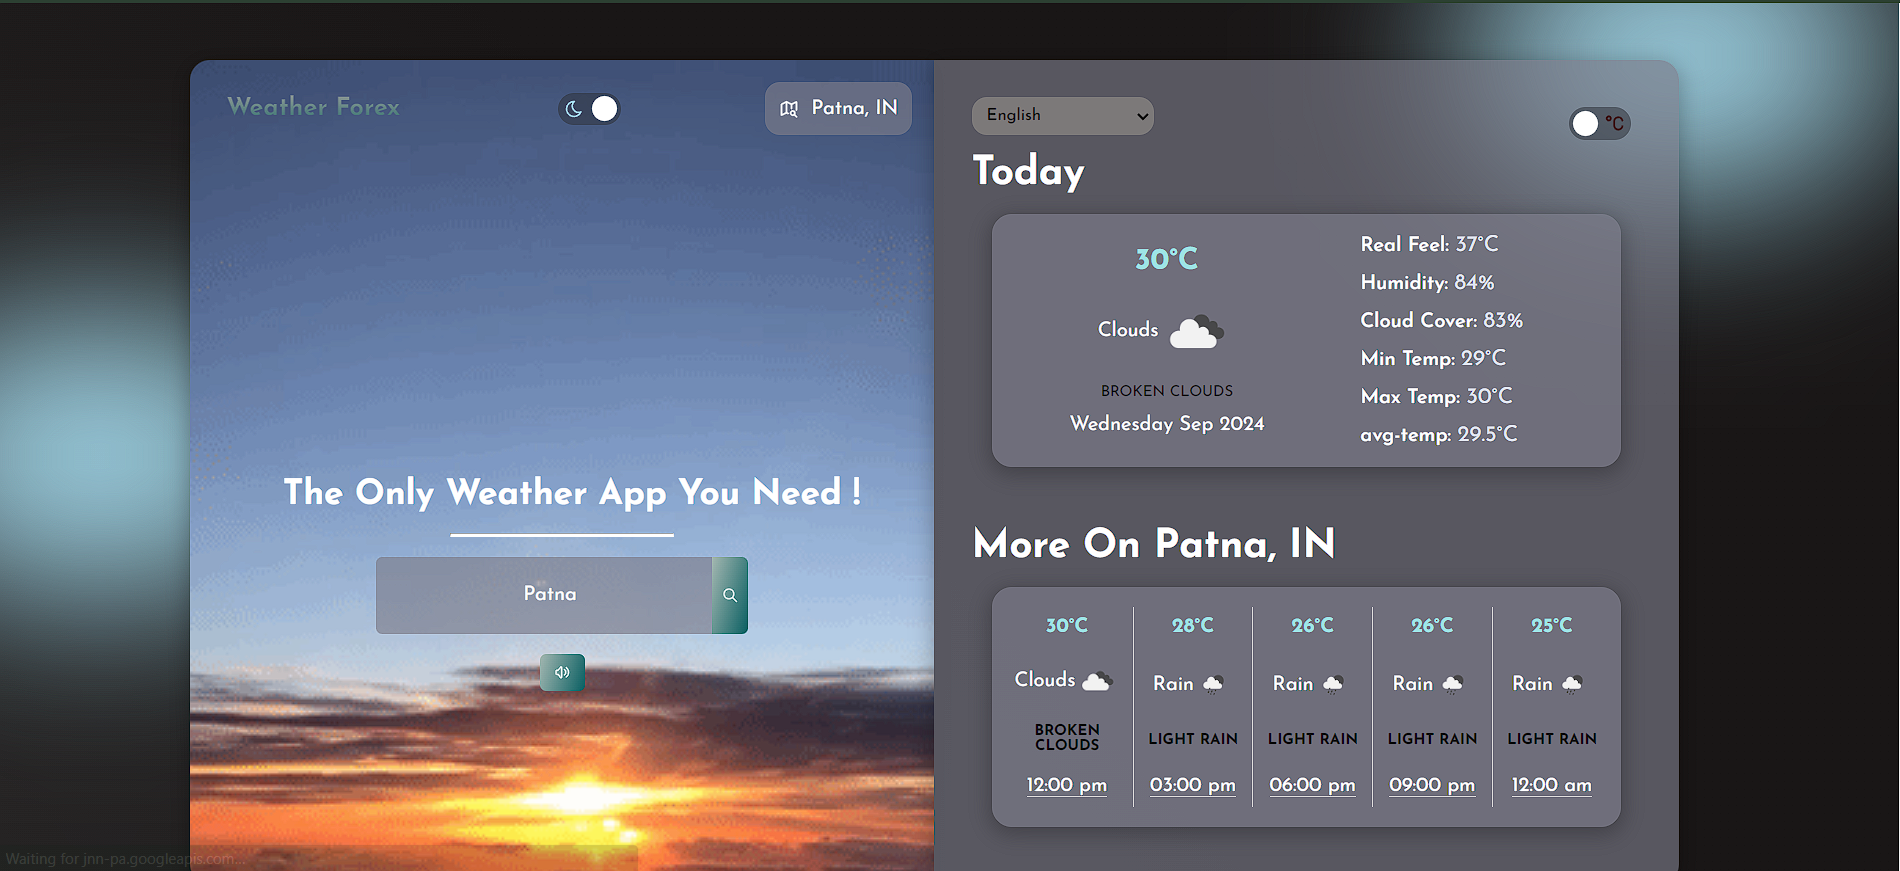 Weather Forex
Patna, IN
The Only Weather App You Need !
Patna
English
°C
Today
30°C
Clouds
BROKEN CLOUDS
Wednesday Sep 2024
Real Feel: 37°C
Humidity: 84%
Cloud Cover: 83%
Min Temp: 29°C
Max Temp: 30°C
avg-temp: 29.5°C
More On Patna, IN
30°C
Clouds
BROKEN
CLOUDS
12:00 pm
28°C
Rain
LIGHT RAIN
03:00 pm
26°C
Rain
LIGHT RAIN
06:00 pm
26°C
Rain
LIGHT RAIN
09:00 pm
25°C
Rain
LIGHT RAIN
12:00 am
Waiting for jnn-pa.googleapis.com...